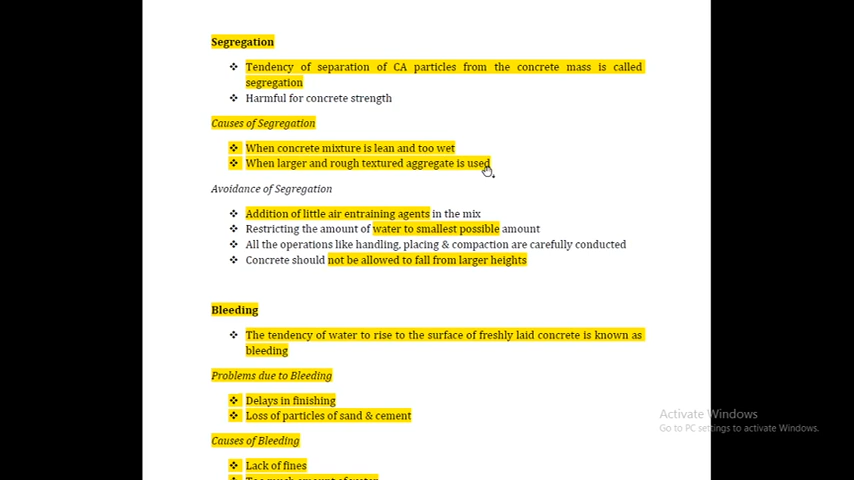 Segregation
❖ Tendency of separation of CA particles from the concrete mass is called
segregation
❖ Harmful for concrete strength
Causes of Segregation
❖ When concrete mixture is lean and too wet
❖ When larger and rough textured aggregate is used
Avoidance of Segregation
❖ Addition of little air entraining agents in the mix
❖ Restricting the amount of water to smallest possible amount
❖ All the operations like handling, placing & compaction are carefully conducted
❖ Concrete should not be allowed to fall from larger heights
Bleeding
❖ The tendency of water to rise to the surface of freshly laid concrete is known as
bleeding
Problems due to Bleeding
❖ Delays in finishing
❖ Loss of particles of sand & cement
Activate Windows
Go to PC settings to activate Windows.
Causes of Bleeding
❖ Lack of fines
❖ Too much amount of water